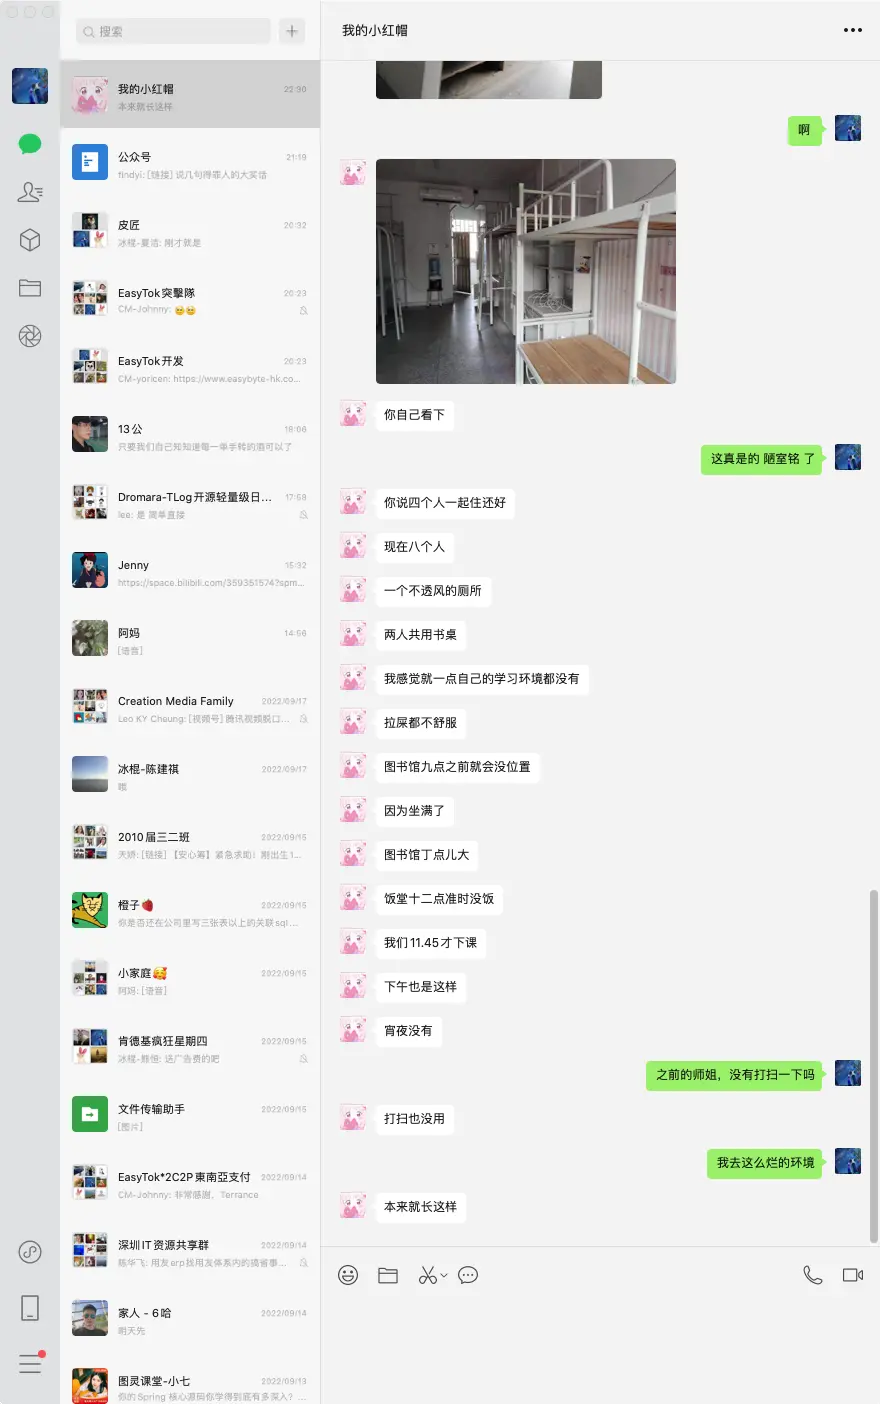 搜索
我的小红帽
22:30
本来就长这样
公众号
21:19
findyi: [链接] 说几句得罪人的大实话
皮匠
20:32
冰棍-夏洁: 刚才就是
EasyTok突擊隊
20:23
CM-Johnny: 😊😊
EasyTok开发
20:23
CM-yoricen: https://www.easybyte-hk.co...
13公
18:06
只要我们自己知知道每一单手转的溷可以了
Dromara-TLog开源轻量级日...
17:58
lee: 是 简单直接
Jenny
15:32
https://space.bilibili.com/359351574?spm...
阿妈
14:56
[语音]
Creation Media Family
2022/09/17
Leo KY Cheung: [视频号] 腾讯视频脱口...
冰棍-陈建祺
2022/09/17
哦
2010届三二班
2022/09/15
天娇: [链接] 【安心筹】紧急求助！刚出生1...
橙子🍓
2022/09/15
你是否还在公司里写三张表以上的关联sql...
小家庭🥰
2022/09/15
阿妈: [语音]
肯德基疯狂星期四
2022/09/15
文件传输助手
2022/09/15
[图片]
EasyTok*2C2P東南亞支付
2022/09/14
CM-Johnny: 非常感謝，Terrance
深圳IT资源共享群
2022/09/14
陈华飞: 用友erp找用友体系内的搞省事...
家人 - 6哈
2022/09/14
明天先
图灵课堂-小七
2022/09/13
你的Spring 核心源码你学得到底有多深入？...
我的小红帽
啊
你自己看下
这真是的 陋室铭 了
你说四个人一起住还好
现在八个人
一个不透风的厕所
两人共用书桌
我感觉就一点自己的学习环境都没有
拉屎都不舒服
图书馆九点之前就会没位置
因为坐满了
图书馆丁点儿大
饭堂十二点准时没饭
我们11.45才下课
下午也是这样
宵夜没有
之前的师姐，没有打扫一下吗
打扫也没用
我去这么烂的环境
本来就长这样